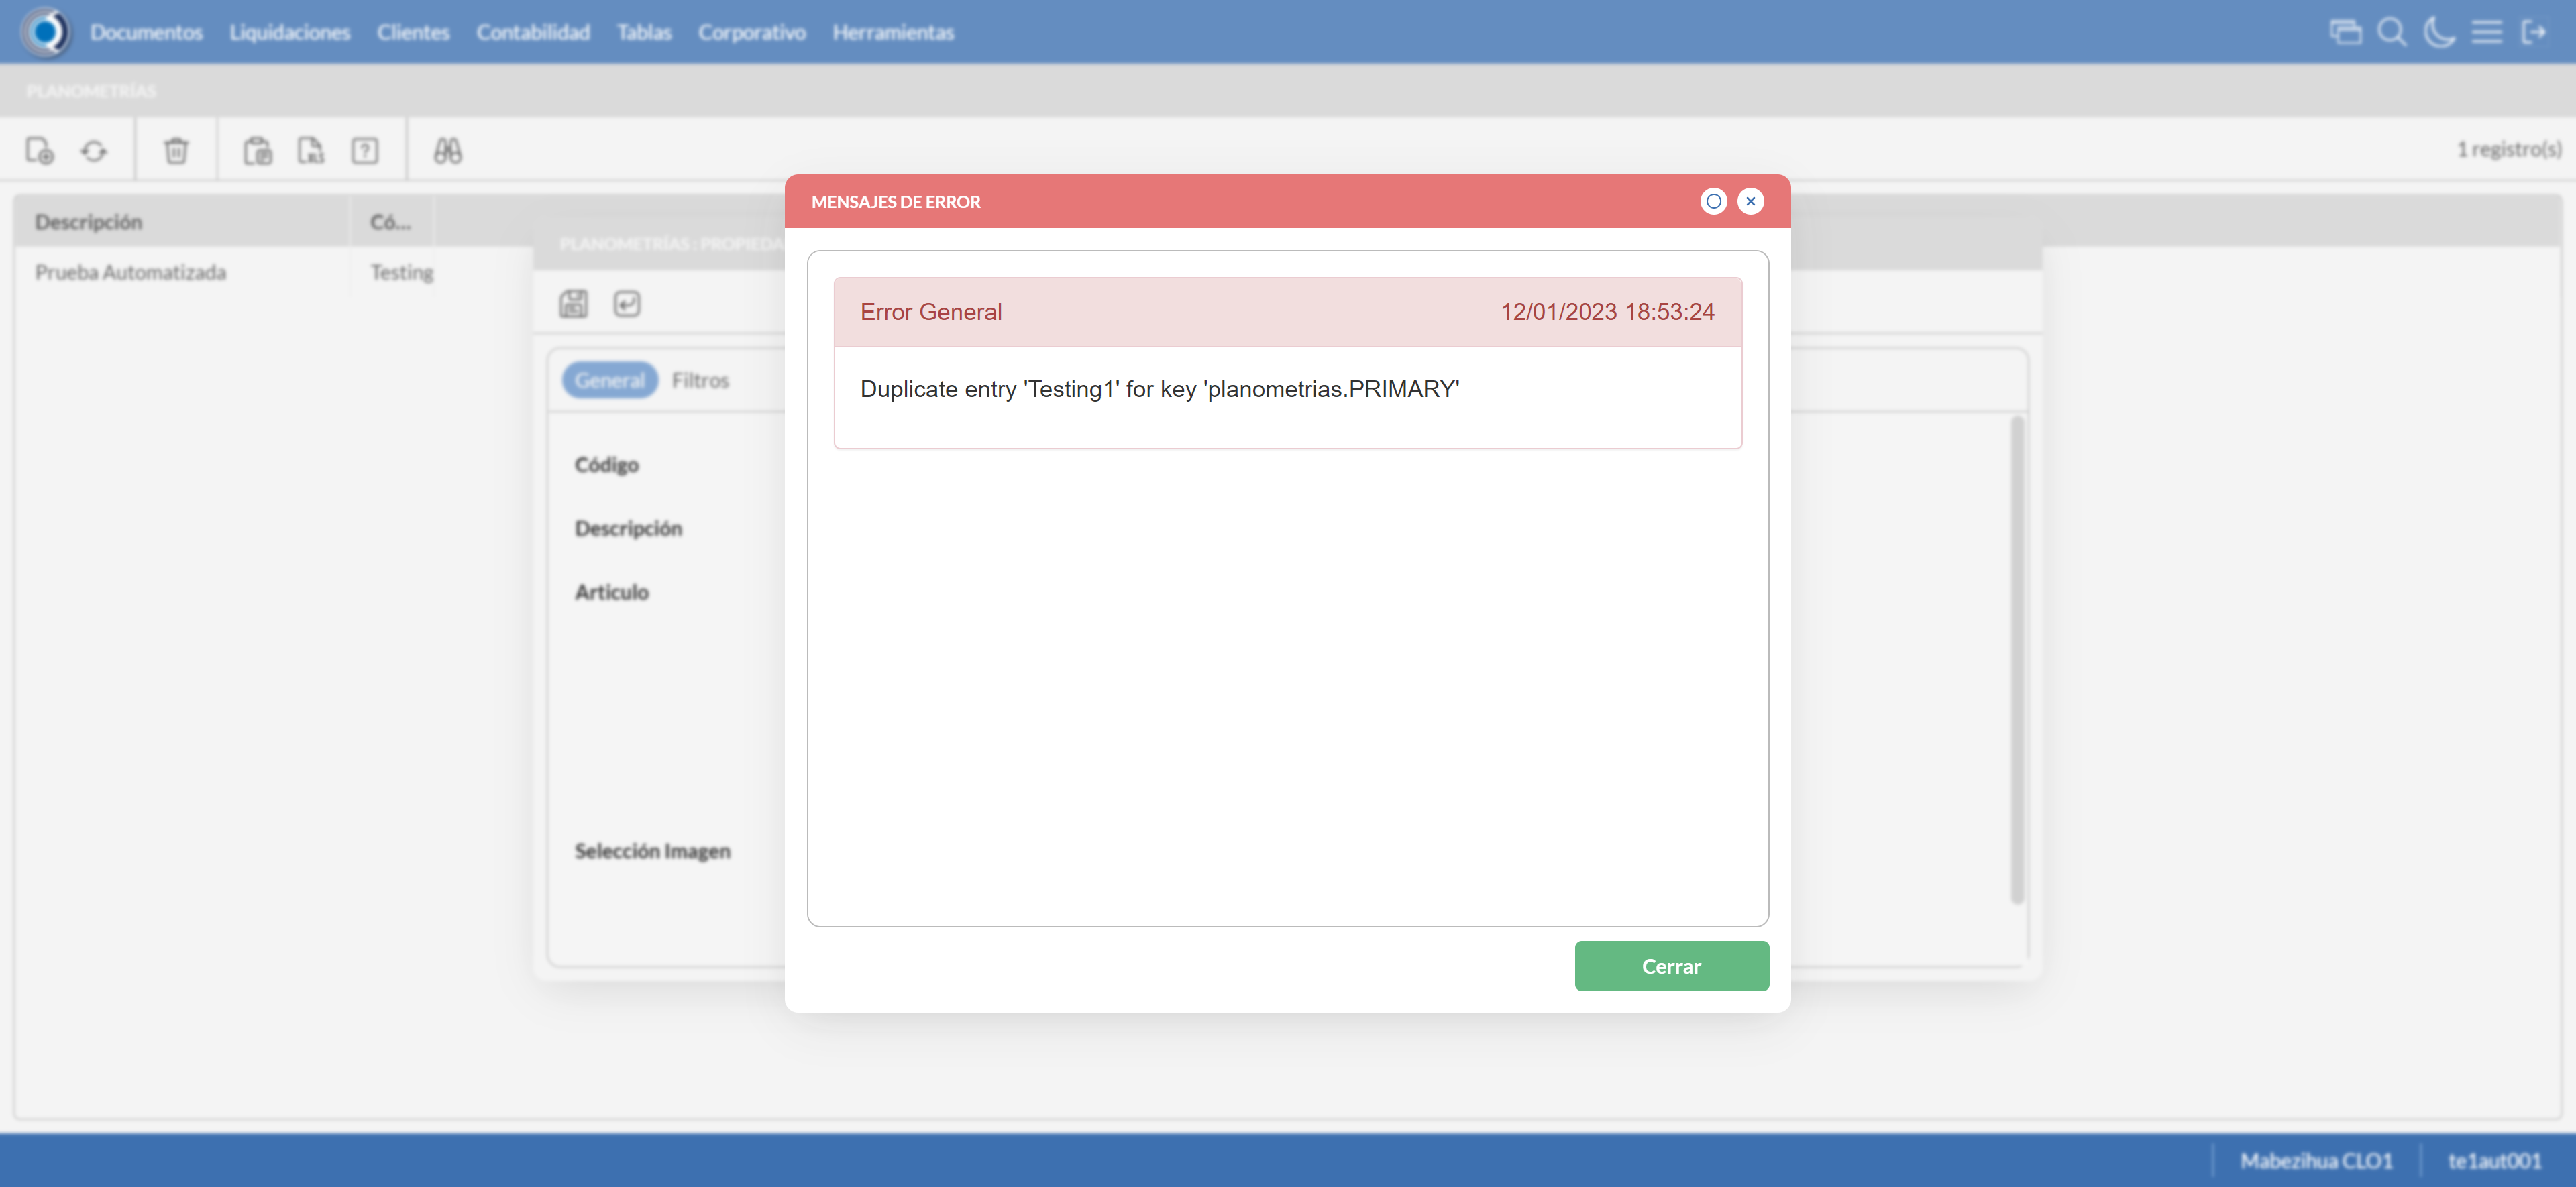 Documentos Liquidaciones Clientes Contabilidad Tablas Corporativo Herramientas
PLANOMETRÍAS
XLS
?
1 registro(s)
Descripción Có...
Prueba Automatizada Testing
PLANOMETRÍAS : PROPIEDA
General Filtros
Código
Descripción
Articulo
Selección Imagen
MENSAJES DE ERROR
Error General 12/01/2023 18:53:24
Duplicate entry 'Testing1' for key 'planometrias.PRIMARY'
Cerrar
Mabezihua CLO1 te1aut001